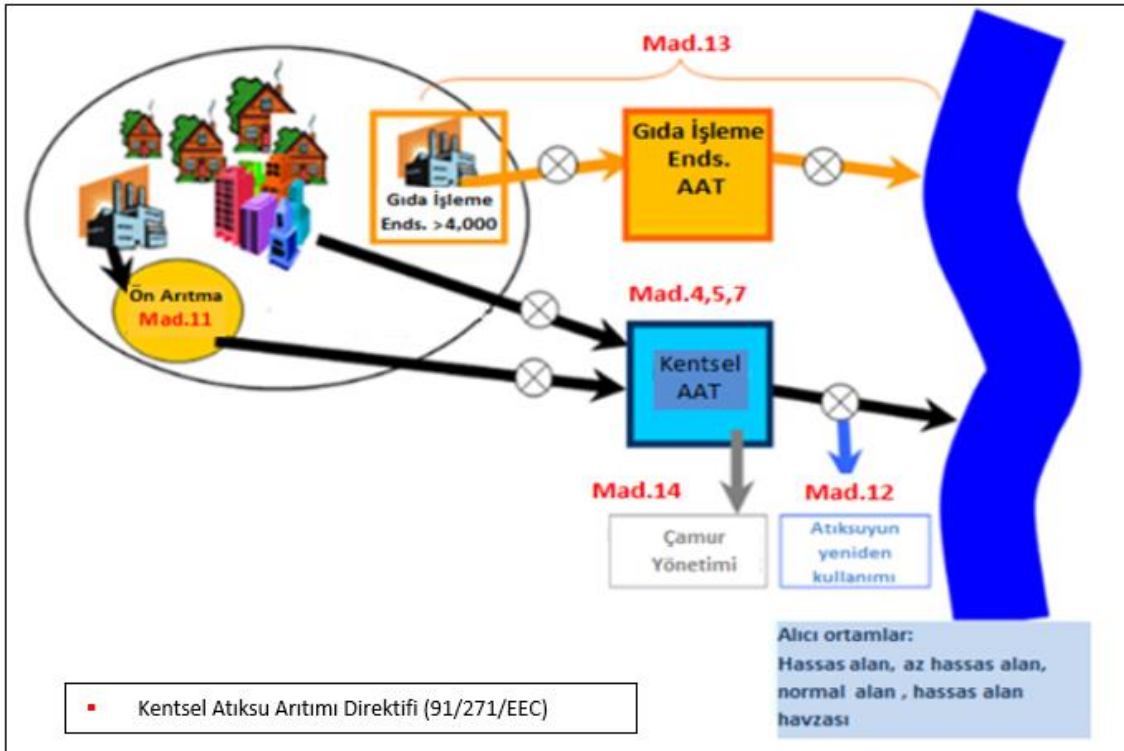 Mad.13
Gıda İşleme
Ends. >4,000
Gıda İşleme
Ends.
AAT
Ön Arıtma
Mad.11
Mad.4,5,7
Kentsel
AAT
Mad.14
Çamur
Yönetimi
Mad.12
Atıksuyun
yeniden
kullanımı
Alıcı ortamlar:
Hassas alan, az hassas alan,
normal alan , hassas alan
havzası
▪ Kentsel Atıksu Arıtımı Direktifi (91/271/EEC)